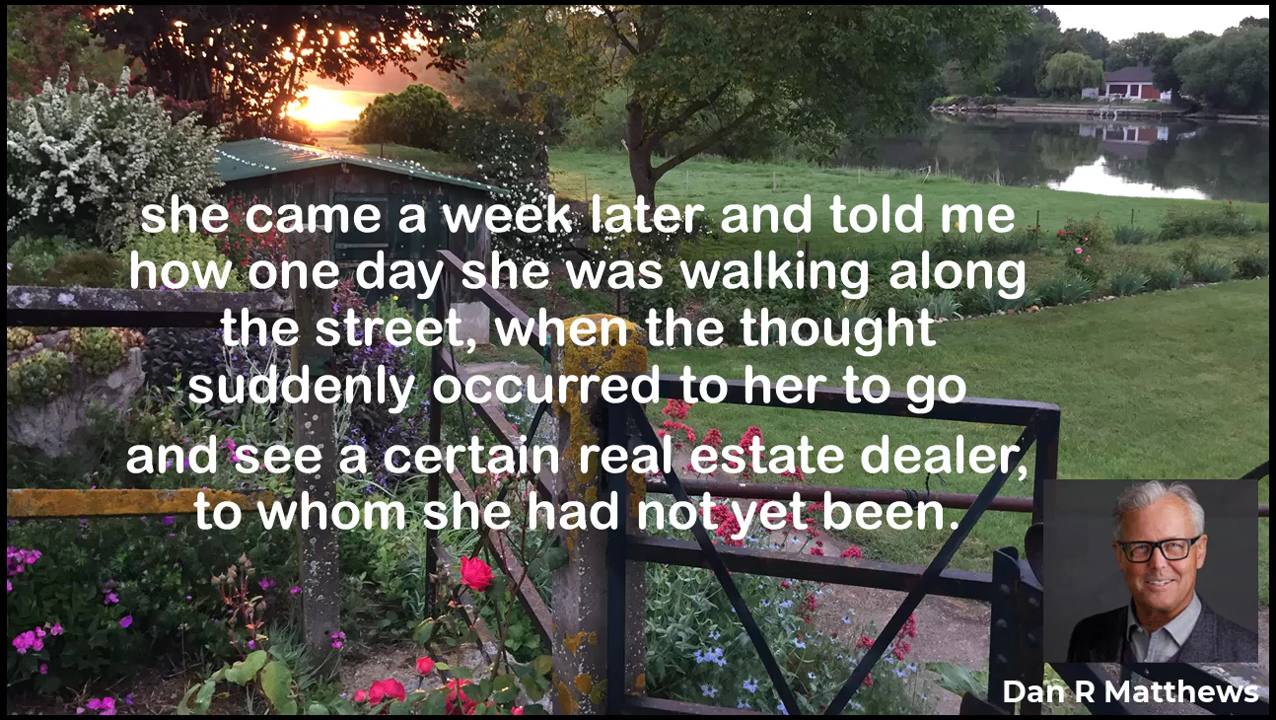 she came a week later and told me
how one day she was walking along
the street, when the thought
suddenly occurred to her to go
and see a certain real estate dealer,
to whom she had not yet been.
Dan R Matthews